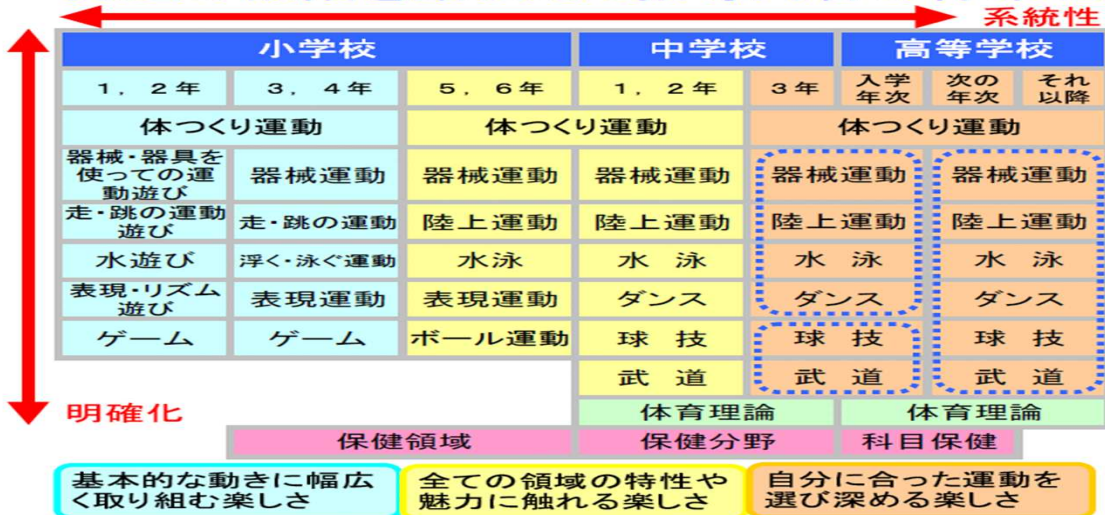 系統性
小学校 中学校 高等学校
1，2年 3，4年 5，6年 1，2年 3年 入学年次 次の年次 それ以降
体つくり運動 体つくり運動 体つくり運動
器械・器具を使っての運動遊び 器械運動 器械運動 器械運動 器械運動 器械運動
走・跳の運動遊び 走・跳の運動 陸上運動 陸上運動 陸上運動 陸上運動
水遊び 浮く・泳ぐ運動 水泳 水 泳 水 泳 水 泳
表現・リズム遊び 表現運動 表現運動 ダンス ダンス ダンス
ゲーム ゲーム ボール運動 球 技 球 技 球 技
武 道 武 道 武 道
明確化
体育理論 体育理論
保健領域 保健分野 科目保健
基本的な動きに幅広
く取り組む楽しさ
全ての領域の特性や
魅力に触れる楽しさ
自分に合った運動を
選び深める楽しさ